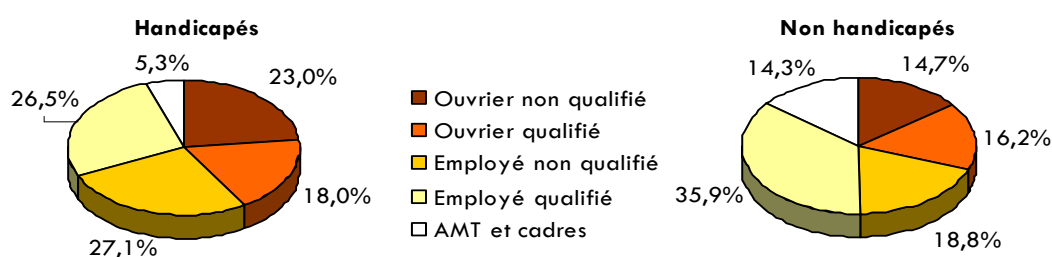 Handicapés
5,3%
23,0%
26,5%
18,0%
27,1%
Ouvrier non qualifié
Ouvrier qualifié
Employé non qualifié
Employé qualifié
AMT et cadres
Non handicapés
14,3%
14,7%
16,2%
35,9%
18,8%